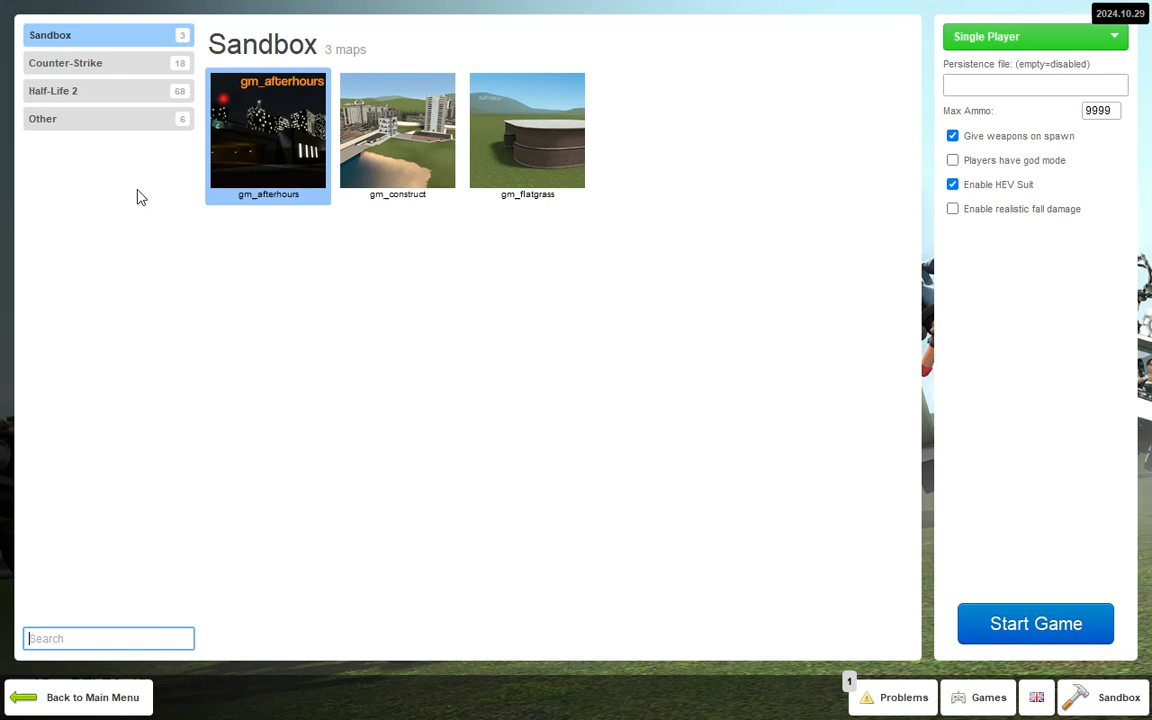 2024.10.29
Sandbox 3
Counter-Strike 18
Half-Life 2 68
Other 6
Sandbox 3 maps
gm_afterhours
gm_afterhours
gm_construct
gm_flatgrass
Search
Single Player
Persistence file: (empty=disabled)
Max Ammo: 9999
Give weapons on spawn
Players have god mode
Enable HEV Suit
Enable realistic fall damage
Start Game
Back to Main Menu
1
Problems
Games
Sandbox